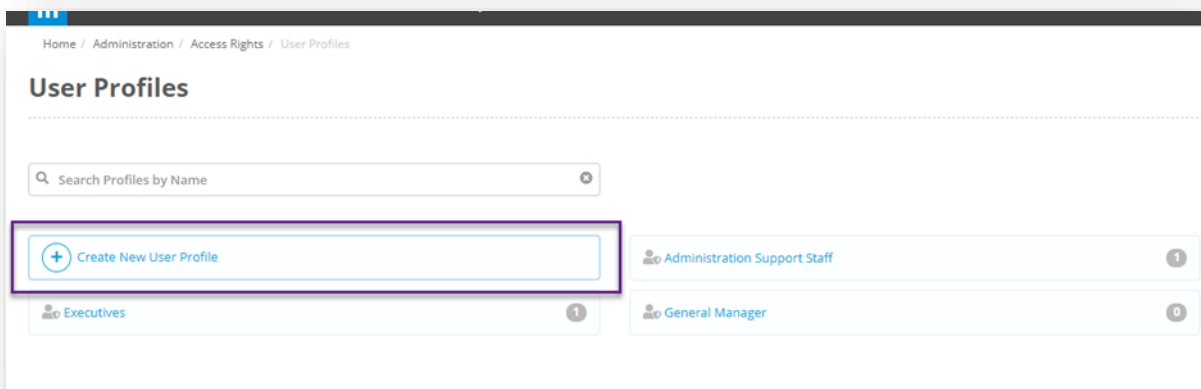 Home / Administration / Access Rights / User Profiles
User Profiles
Search Profiles by Name
Create New User Profile
Administration Support Staff 1
Executives 1
General Manager 0